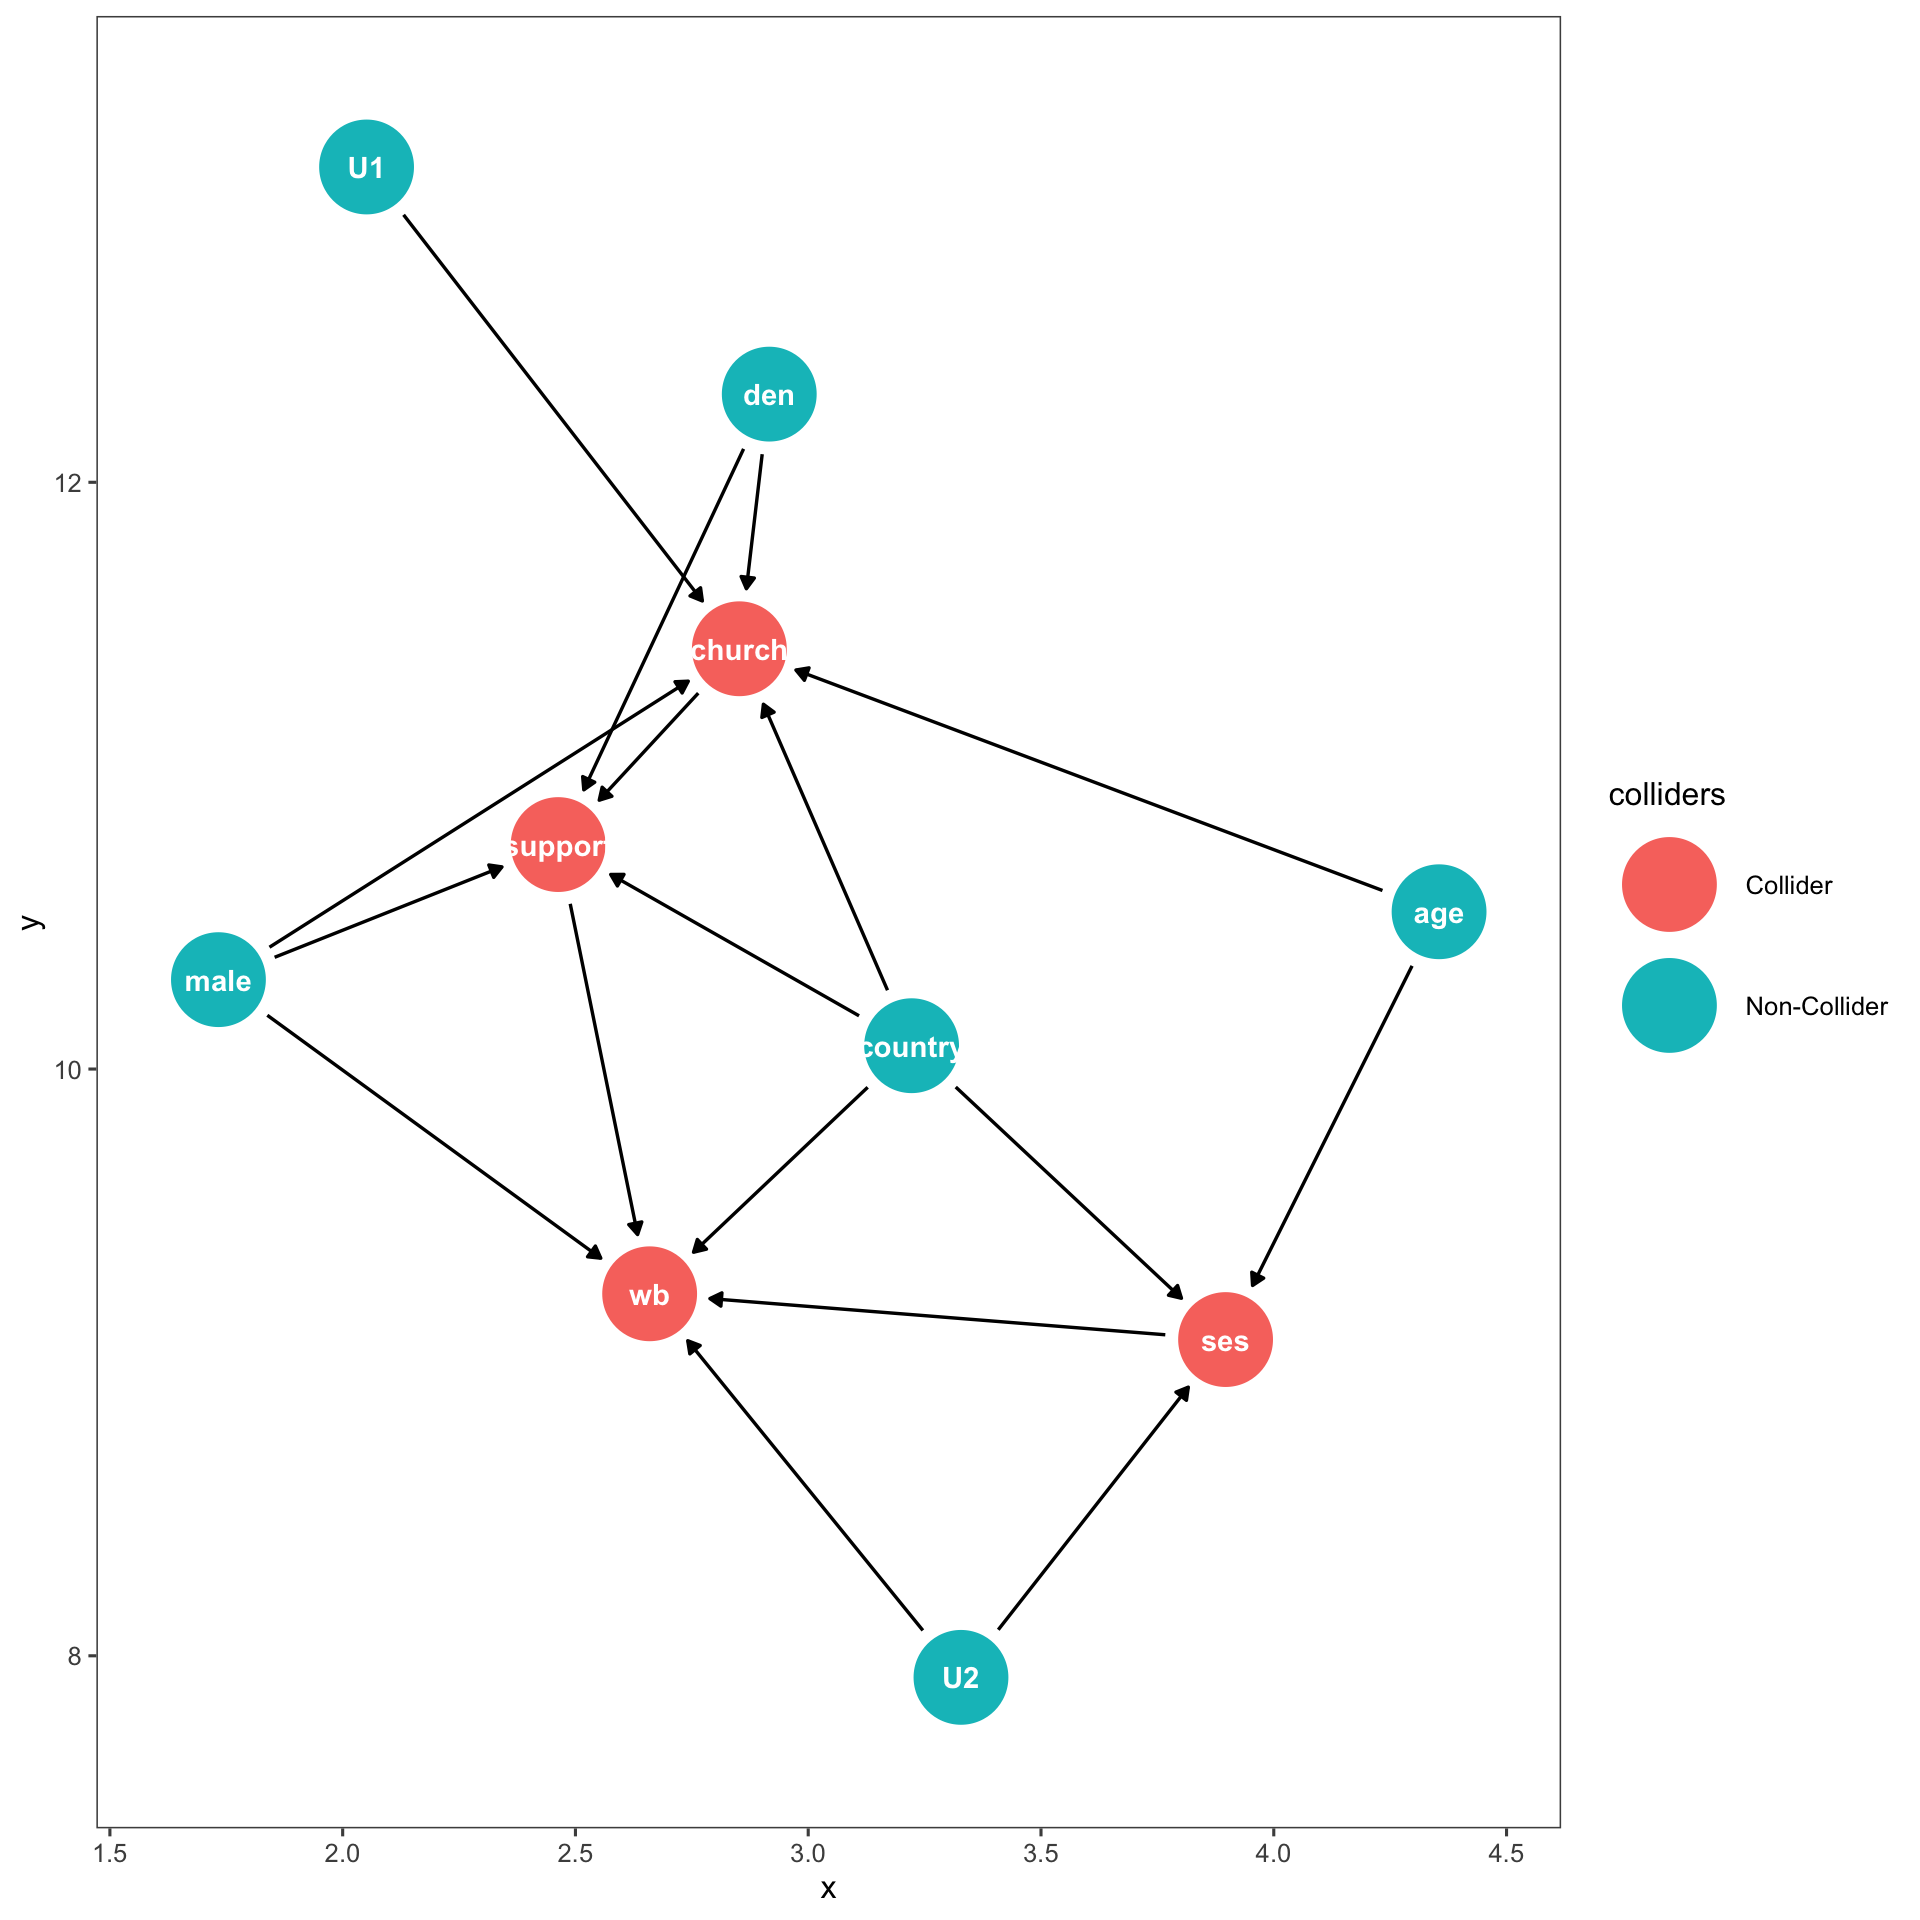 U1
den
12
church
colliders
support
Collider
age
y
male
Non-Collider
country
10
wb
ses
U2
8
1.5 2.0 2.5 3.0 3.5 4.0 4.5
x